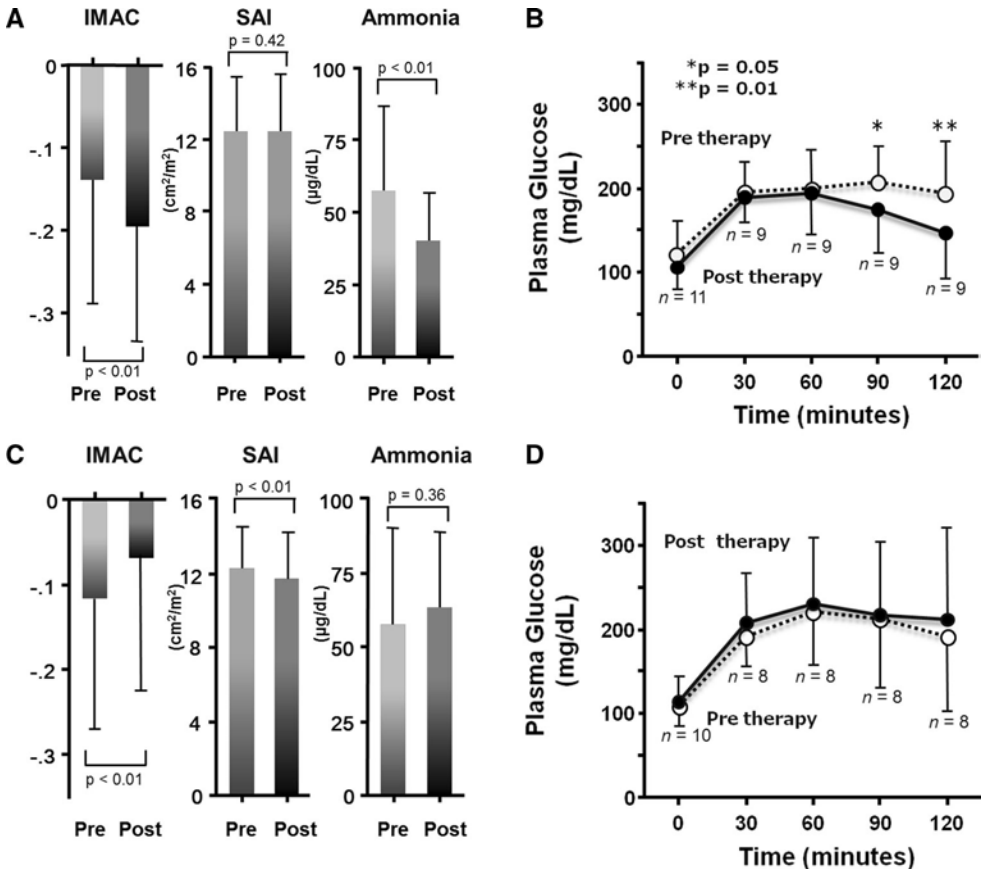 A
IMAC
SAI
Ammonia
0
-.1
-.2
-.3
p < 0.01
Pre Post
p = 0.42
(cm²/m²)
16
12
8
4
0
Pre Post
p < 0.01
(μg/dL)
100
75
50
25
0
Pre Post
B
Plasma Glucose
(mg/dL)
*p = 0.05
**p = 0.01
300
200
100
0
Pre therapy
Post therapy
* **
n = 11
n = 9
n = 9
n = 9
n = 9
0 30 60 90 120
Time (minutes)
C
IMAC
SAI
Ammonia
0
-.1
-.2
-.3
p < 0.01
Pre Post
p < 0.01
(cm²/m²)
16
12
8
4
0
Pre Post
p = 0.36
(μg/dL)
100
75
50
25
0
Pre Post
D
Plasma Glucose
(mg/dL)
300
200
100
0
Post therapy
Pre therapy
n = 10
n = 8
n = 8
n = 8
n = 8
0 30 60 90 120
Time (minutes)